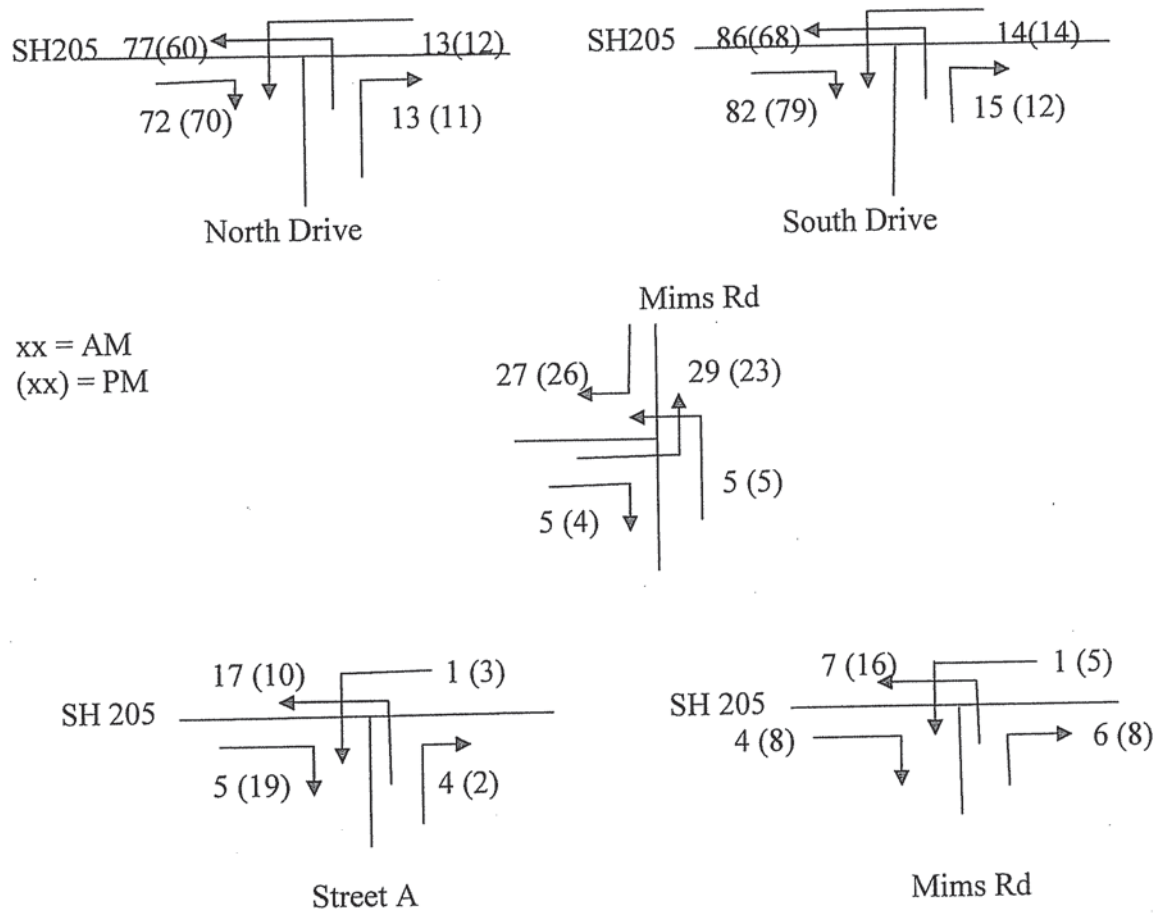 SH205 77(60) 13(12)
72 (70) 13 (11)
North Drive
SH205 86(68) 14(14)
82 (79) 15 (12)
South Drive
xx = AM
(xx) = PM
Mims Rd
27 (26) 29 (23)
5 (4) 5 (5)
17 (10) 1 (3)
SH 205
5 (19) 4 (2)
Street A
7 (16) 1 (5)
SH 205
4 (8) 6 (8)
Mims Rd